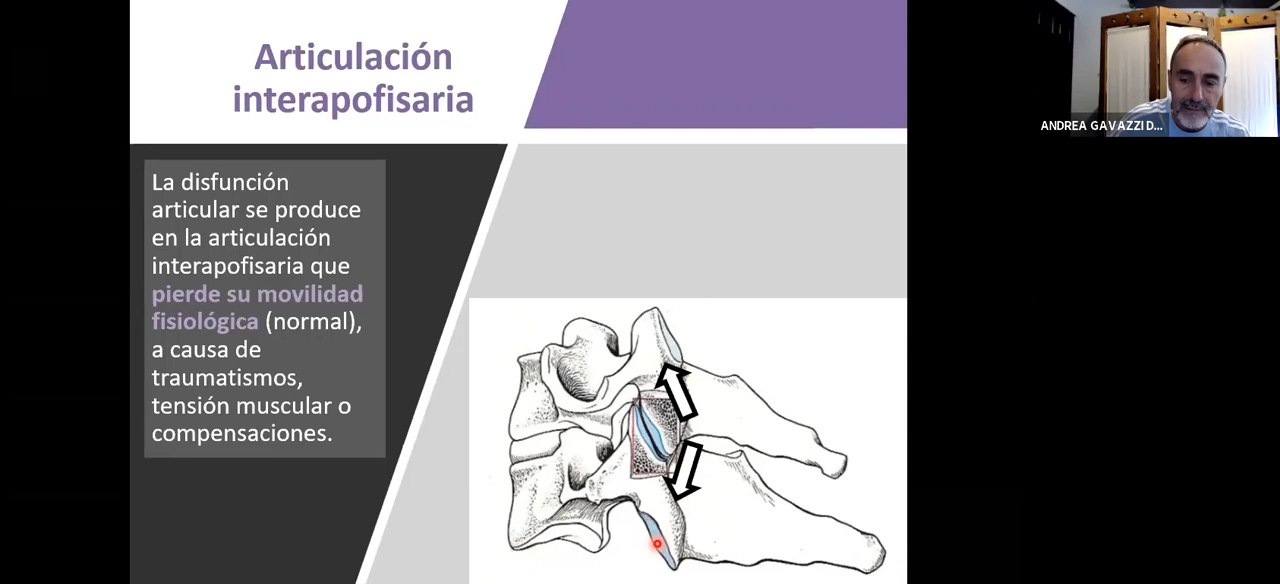 Articulación
interapofisaria
La disfunción
articular se produce
en la articulación
interapofisaria que
pierde su movilidad
fisiológica (normal),
a causa de
traumatismos,
tensión muscular o
compensaciones.
ANDREA GAVAZZI D...